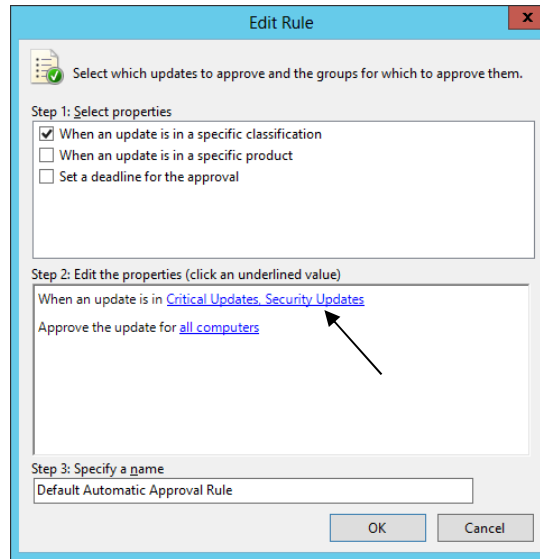 Edit Rule
x
Select which updates to approve and the groups for which to approve them.
Step 1: Select properties
When an update is in a specific classification
When an update is in a specific product
Set a deadline for the approval
Step 2: Edit the properties (click an underlined value)
When an update is in Critical Updates, Security Updates
Approve the update for all computers
Step 3: Specify a name
Default Automatic Approval Rule
OK Cancel